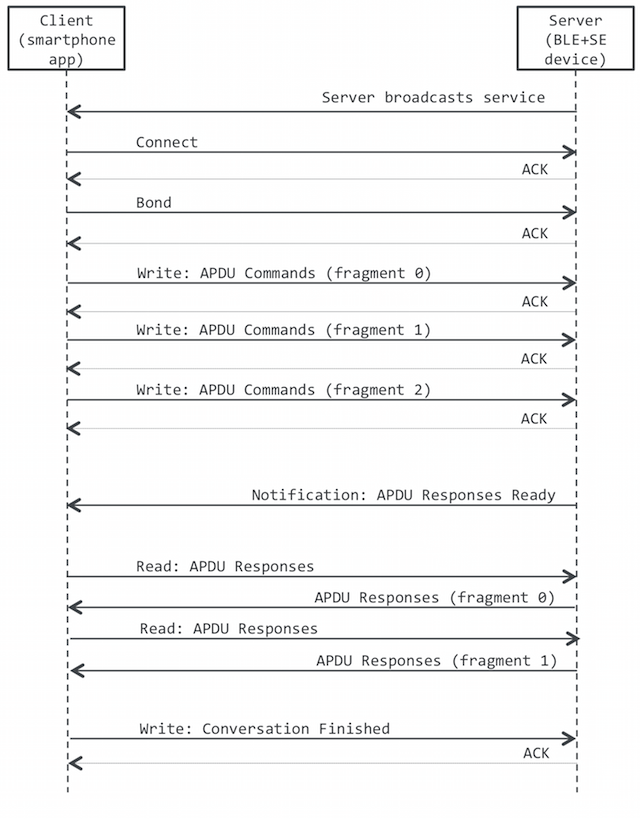 Client
(smartphone
app)
Server
(BLE+SE
device)
Server broadcasts service
Connect
ACK
Bond
ACK
Write: APDU Commands (fragment 0)
ACK
Write: APDU Commands (fragment 1)
ACK
Write: APDU Commands (fragment 2)
ACK
Notification: APDU Responses Ready
Read: APDU Responses
APDU Responses (fragment 0)
Read: APDU Responses
APDU Responses (fragment 1)
Write: Conversation Finished
ACK